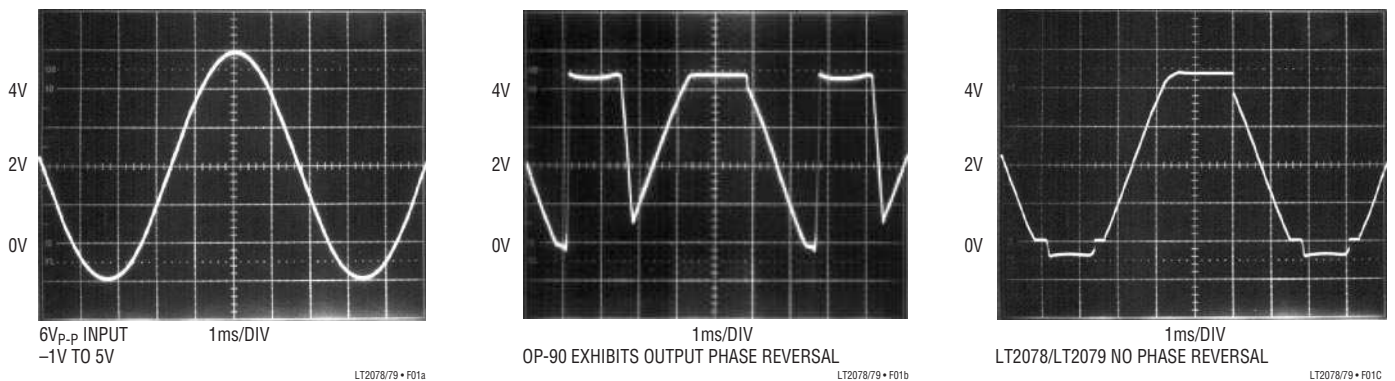 4V
2V
0V
6VP-P INPUT
–1V TO 5V
1ms/DIV
LT2078/79 • F01a
4V
2V
0V
1ms/DIV
OP-90 EXHIBITS OUTPUT PHASE REVERSAL
LT2078/79 • F01b
4V
2V
0V
1ms/DIV
LT2078/LT2079 NO PHASE REVERSAL
LT2078/79 • F01C